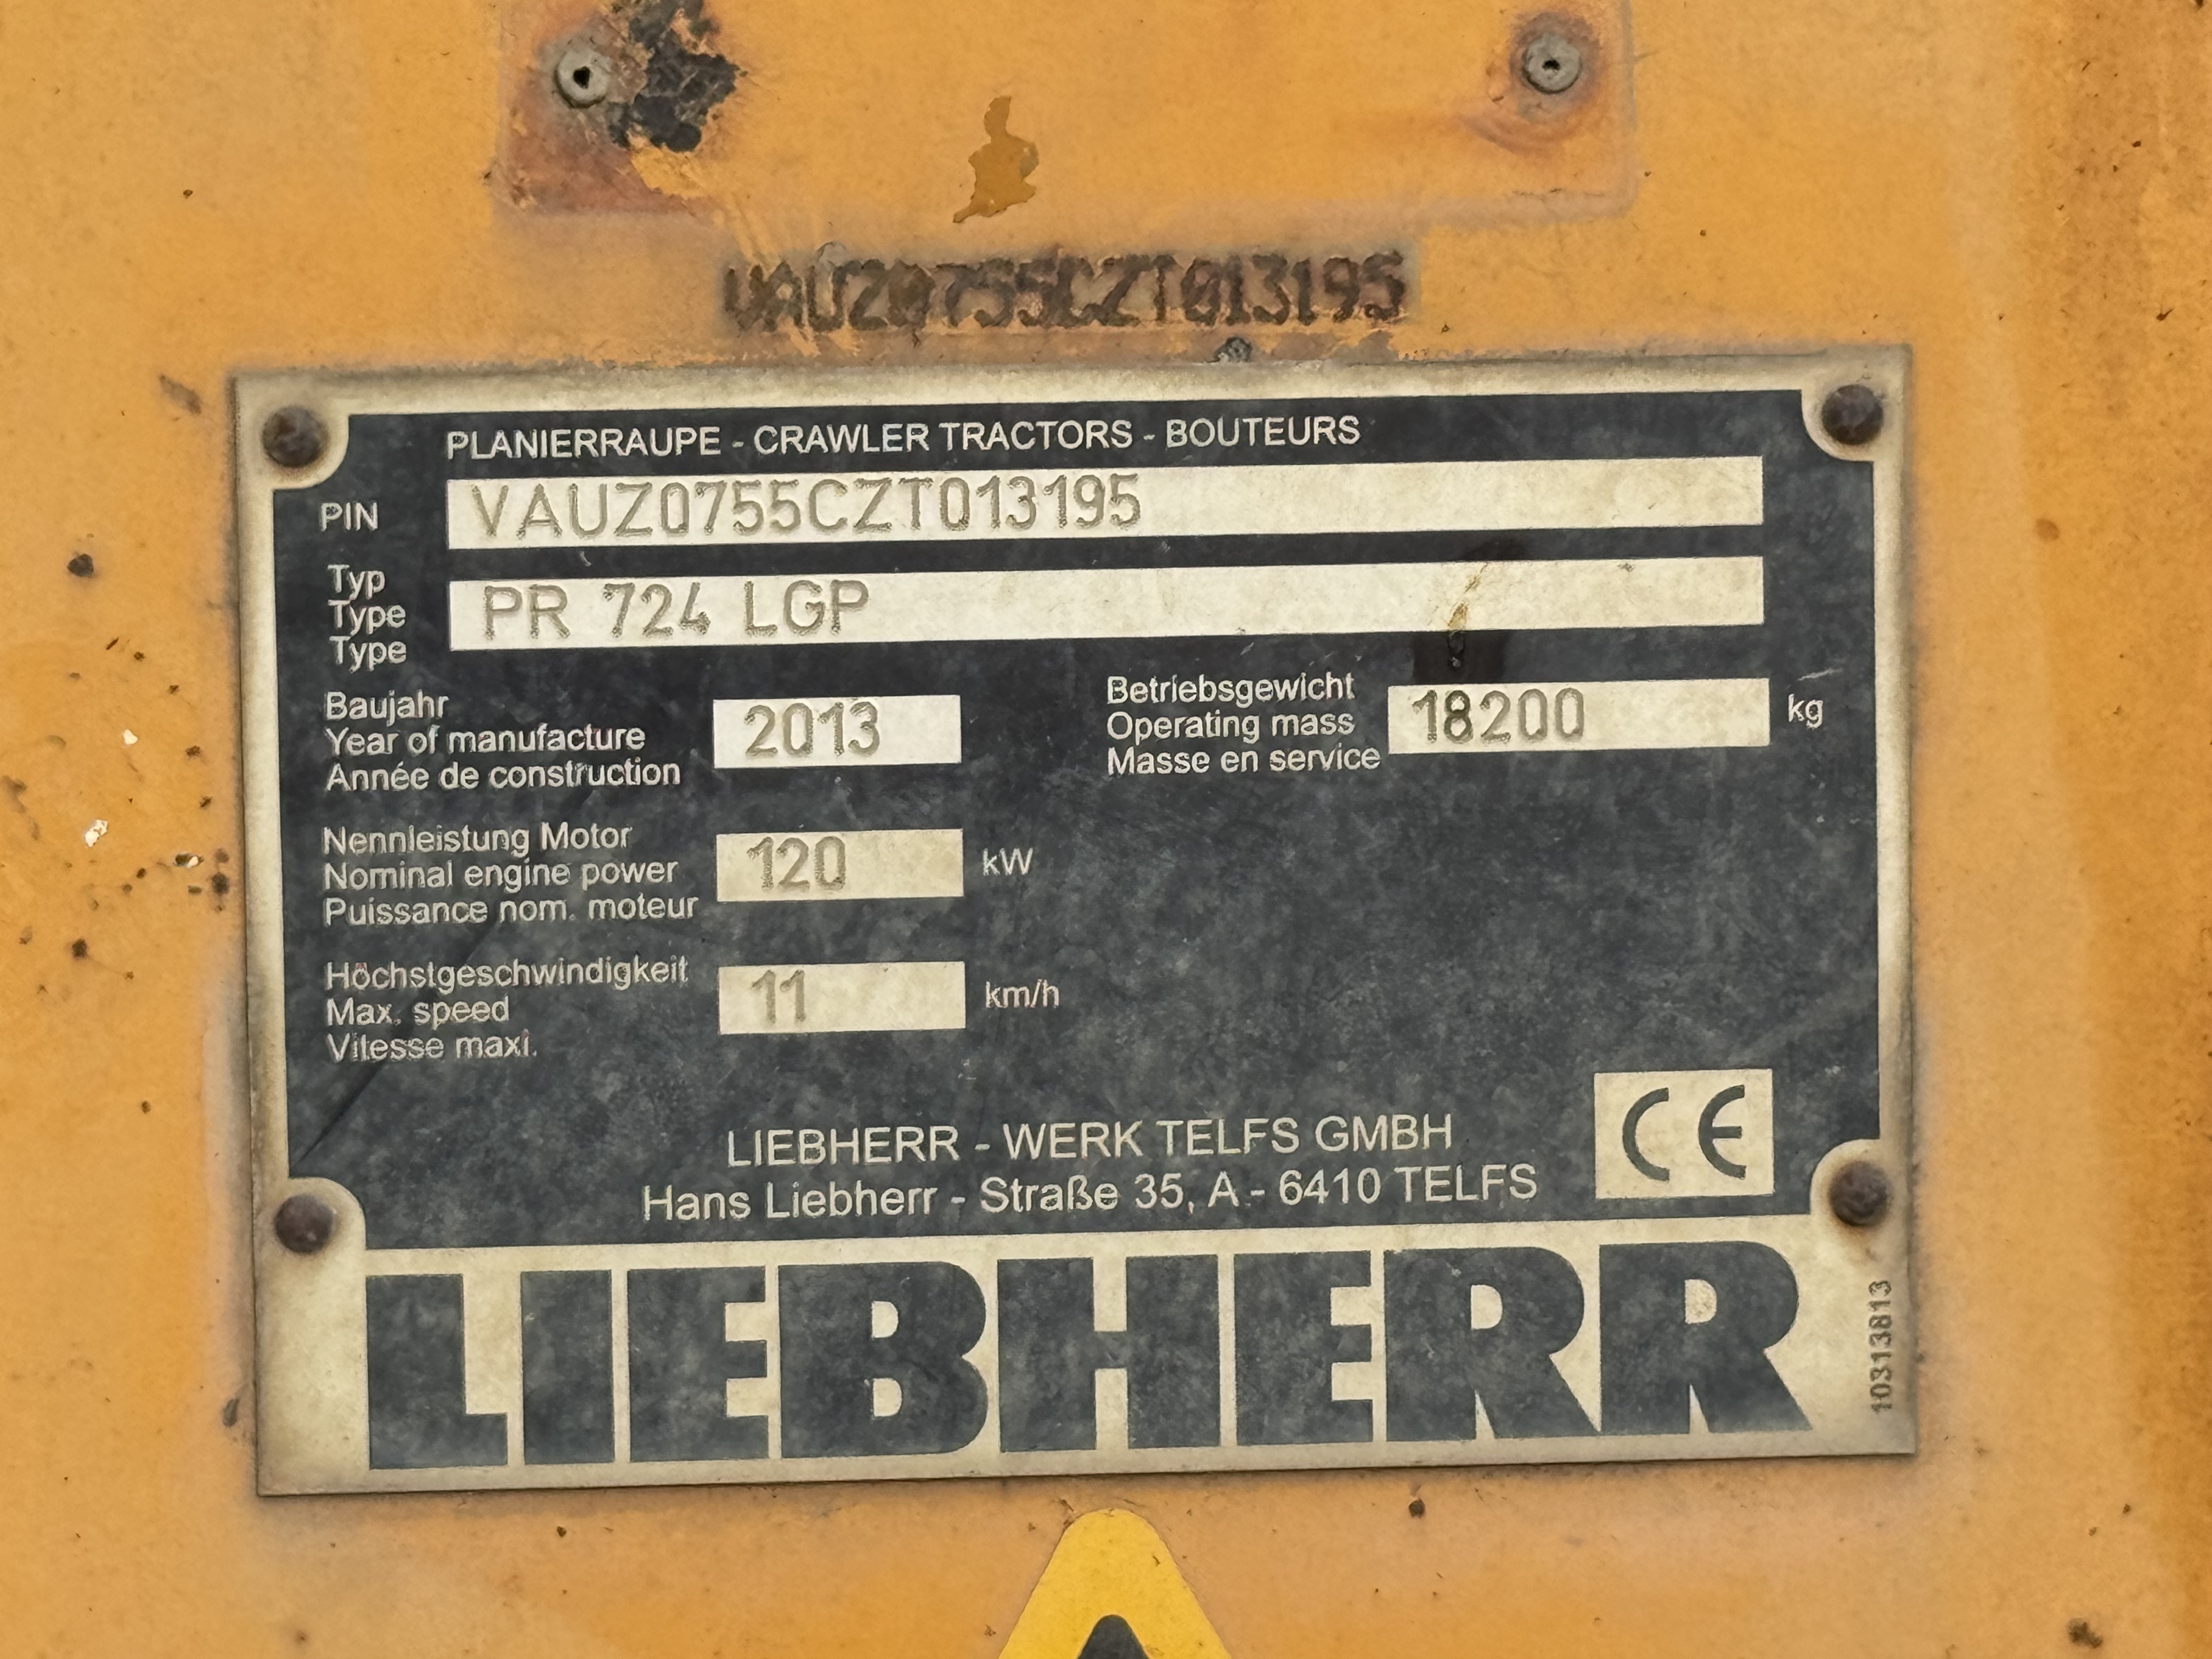 VAUZ0755CZT013195
PLANIERRAUPE - CRAWLER TRACTORS - BOUTEURS
PIN VAUZ0755CZT013195
Typ
Type PR 724 LGP
Type
Baujahr
Year of manufacture 2013
Année de construction
Betriebsgewicht
Operating mass 18200 kg
Masse en service
Nennleistung Motor
Nominal engine power 120 kW
Puissance nom. moteur
Höchstgeschwindigkeit
Max. speed 11 km/h
Vitesse maxi.
LIEBHERR - WERK TELFS GMBH
Hans Liebherr - Straße 35, A - 6410 TELFS
CE
LIEBHERR
10313813